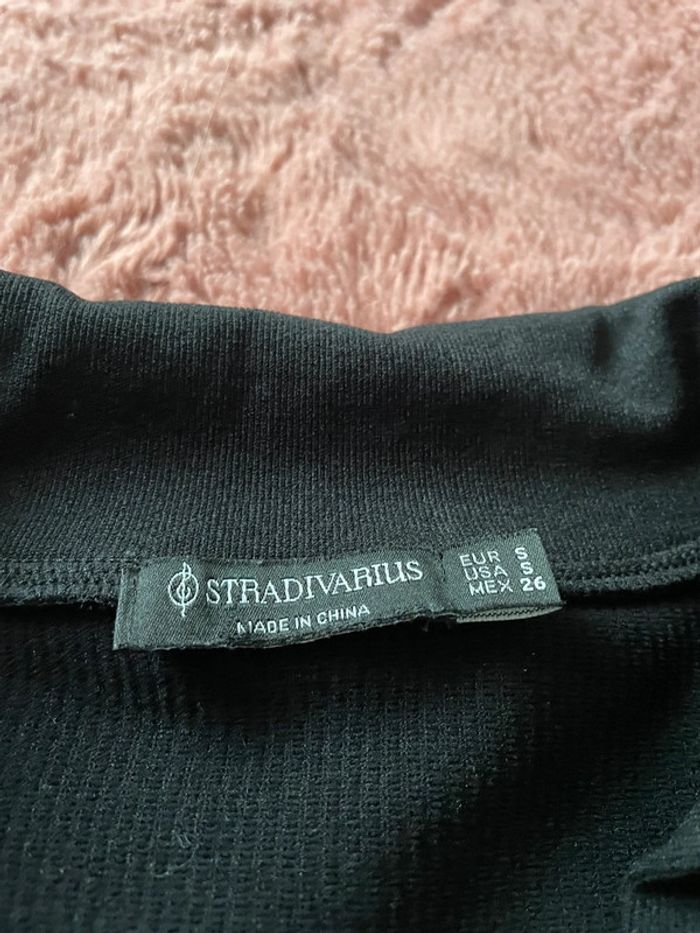 STRADIVARIUS
MADE IN CHINA
EUR S
USA S
MEX 26